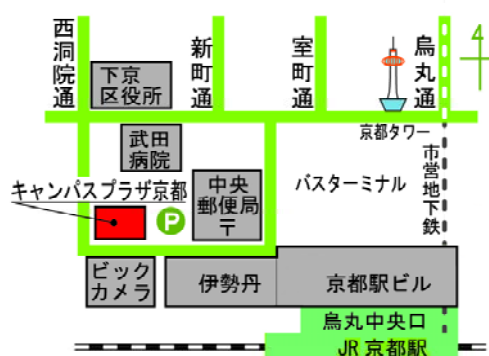 西洞院通
新町通
室町通
烏丸通
4
下京
区役所
京都タワー
武田
病院
市営地下鉄
キャンパスプラザ京都
中央
郵便局
〒
バスターミナル
P
ビック
カメラ
伊勢丹
京都駅ビル
烏丸中央口
JR 京都駅